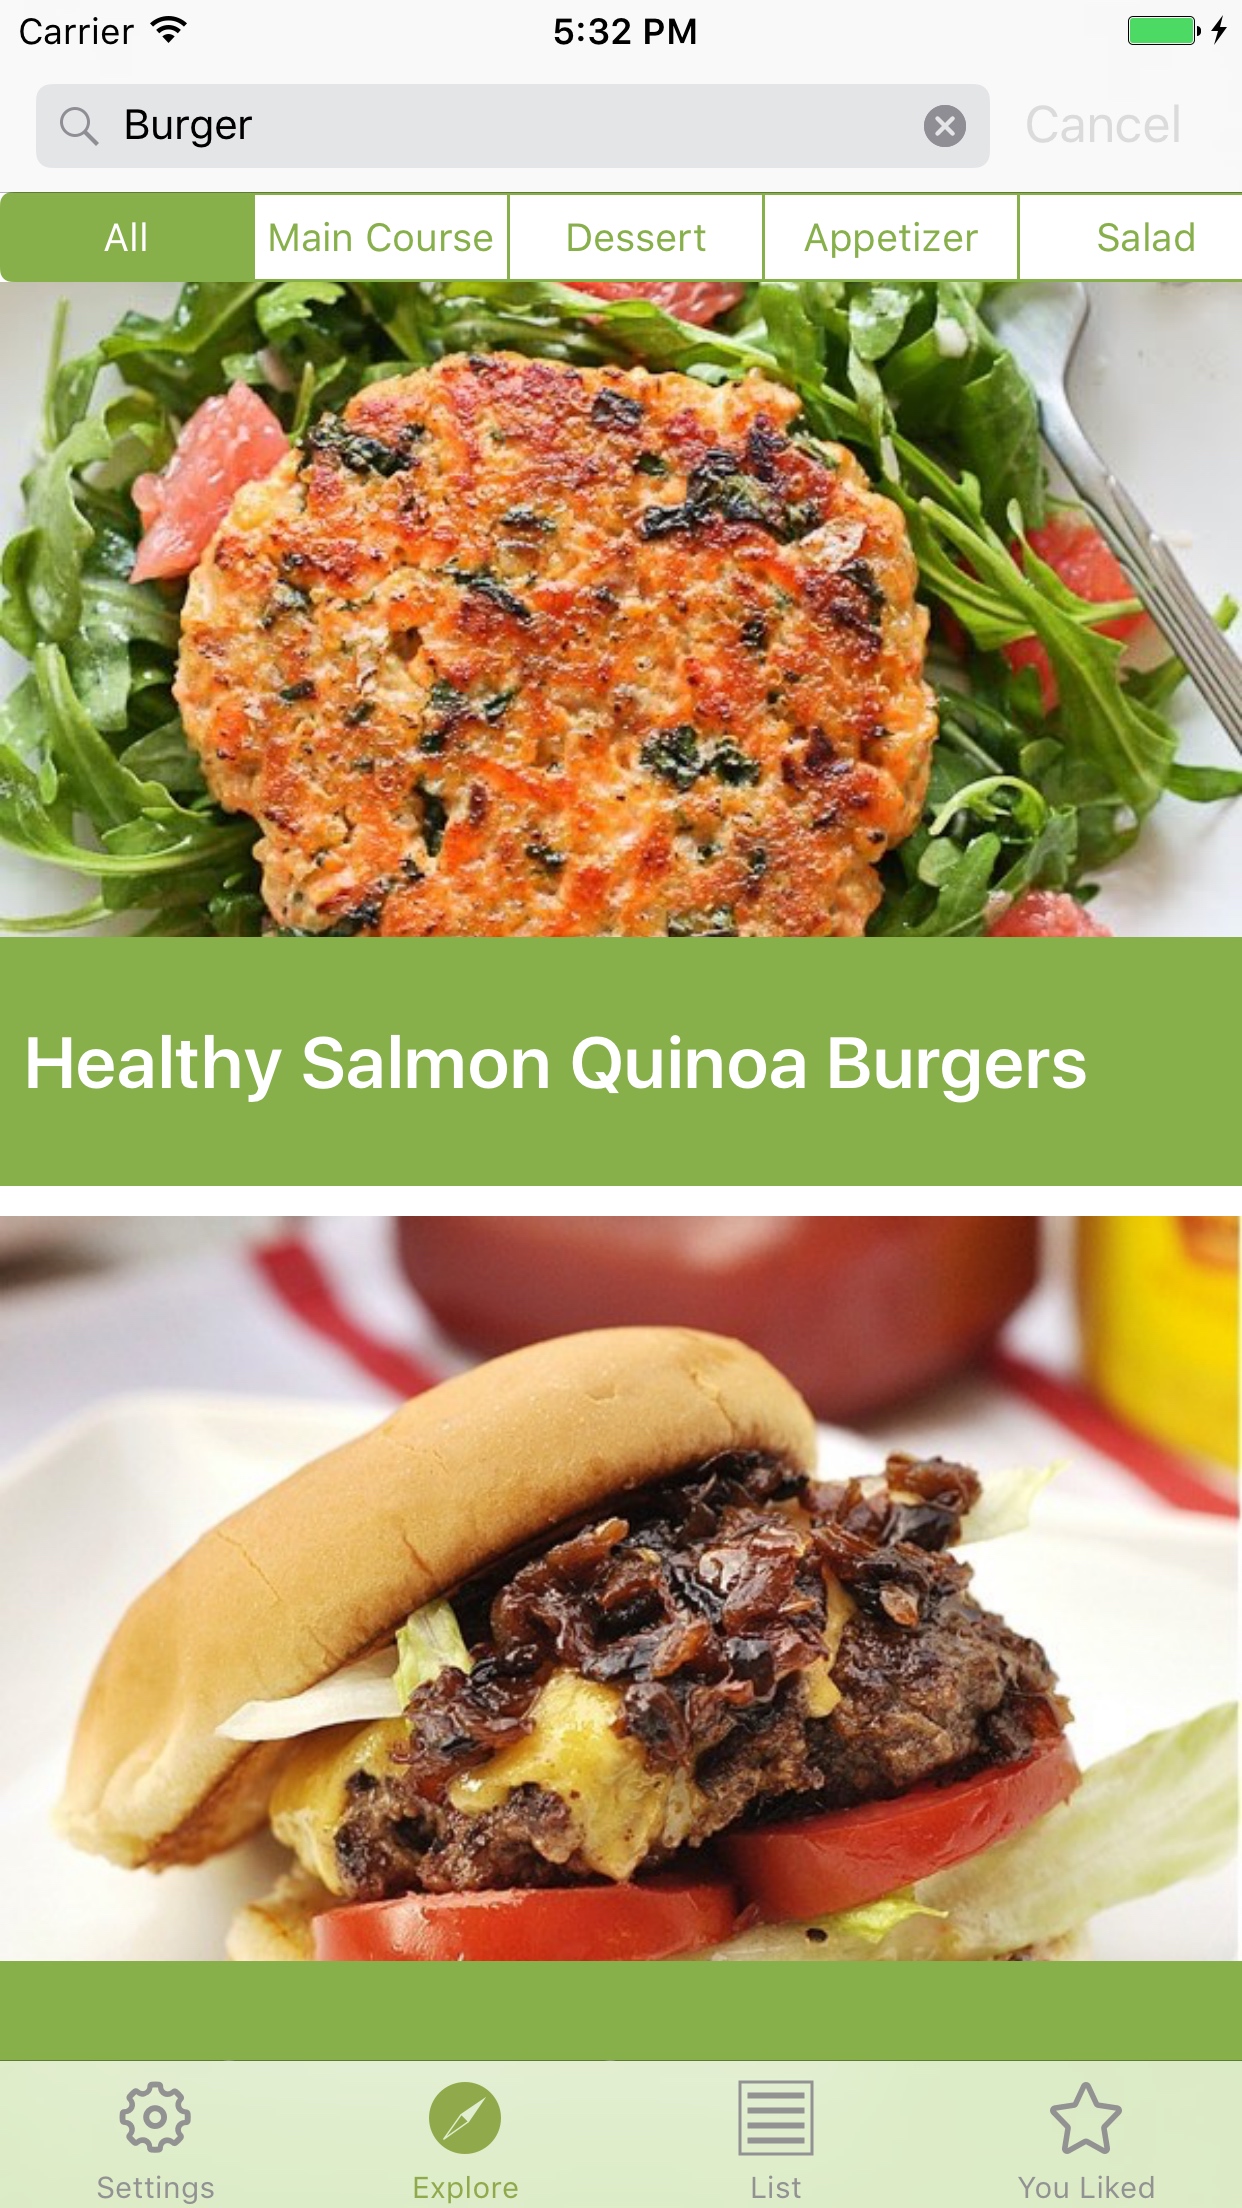 Carrier 5:32 PM
Burger Cancel
All Main Course Dessert Appetizer Salad
Healthy Salmon Quinoa Burgers
Settings Explore List You Liked